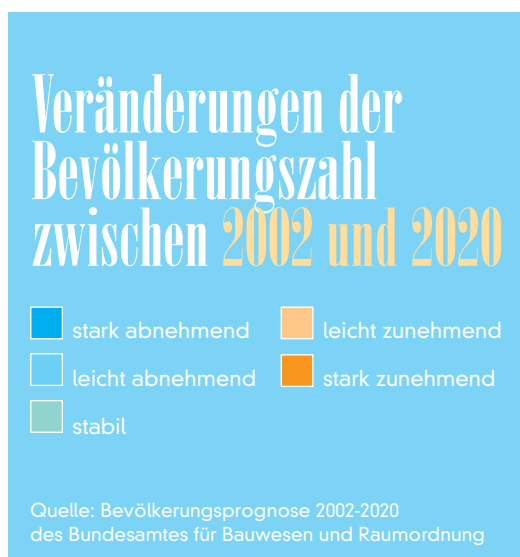 Veränderungen der
Bevölkerungszahl
zwischen 2002 und 2020
stark abnehmend
leicht abnehmend
stabil
leicht zunehmend
stark zunehmend
Quelle: Bevölkerungsprognose 2002-2020
des Bundesamtes für Bauwesen und Raumordnung